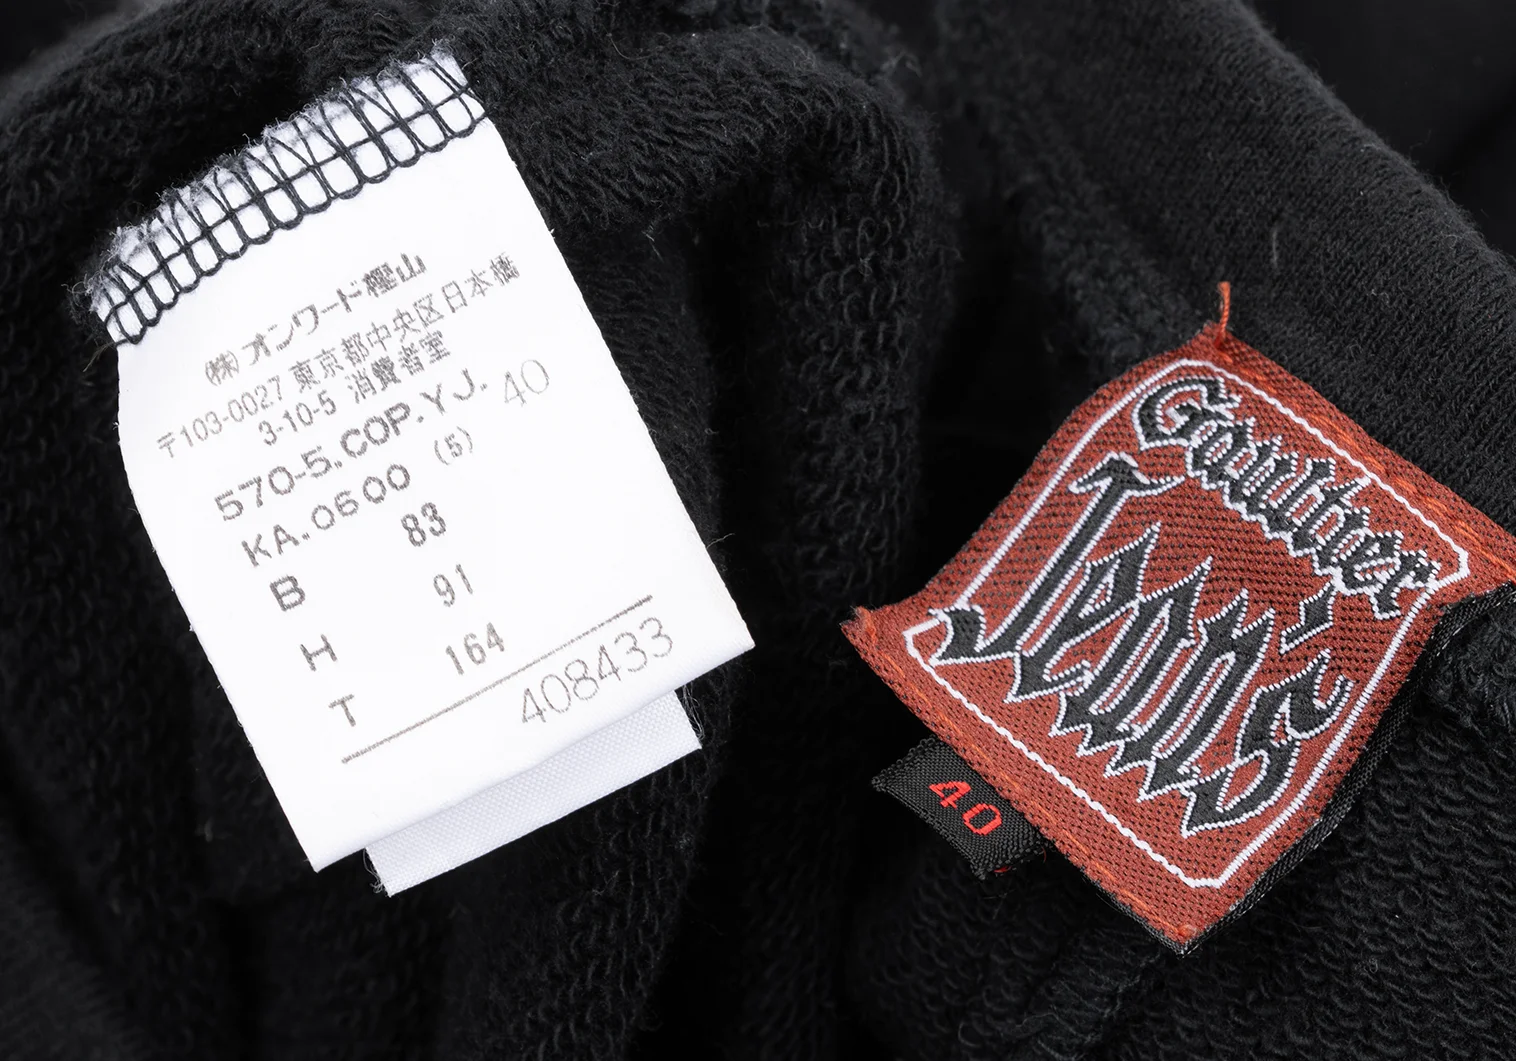 ㈱オンワード樫山
〒103-0027 東京都中央区日本橋
3-10-5 消費者室
570-5.COP.YJ. 40
KA.0600 (5)
B 83
H 91
T 164
408433
Gaultier
Jean's
40